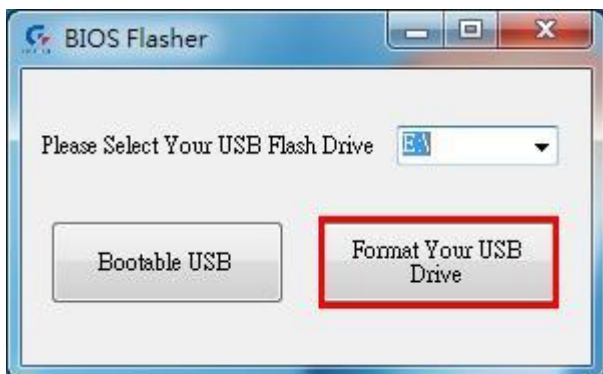 BIOS Flasher
Please Select Your USB Flash Drive E:\
Bootable USB
Format Your USB
Drive